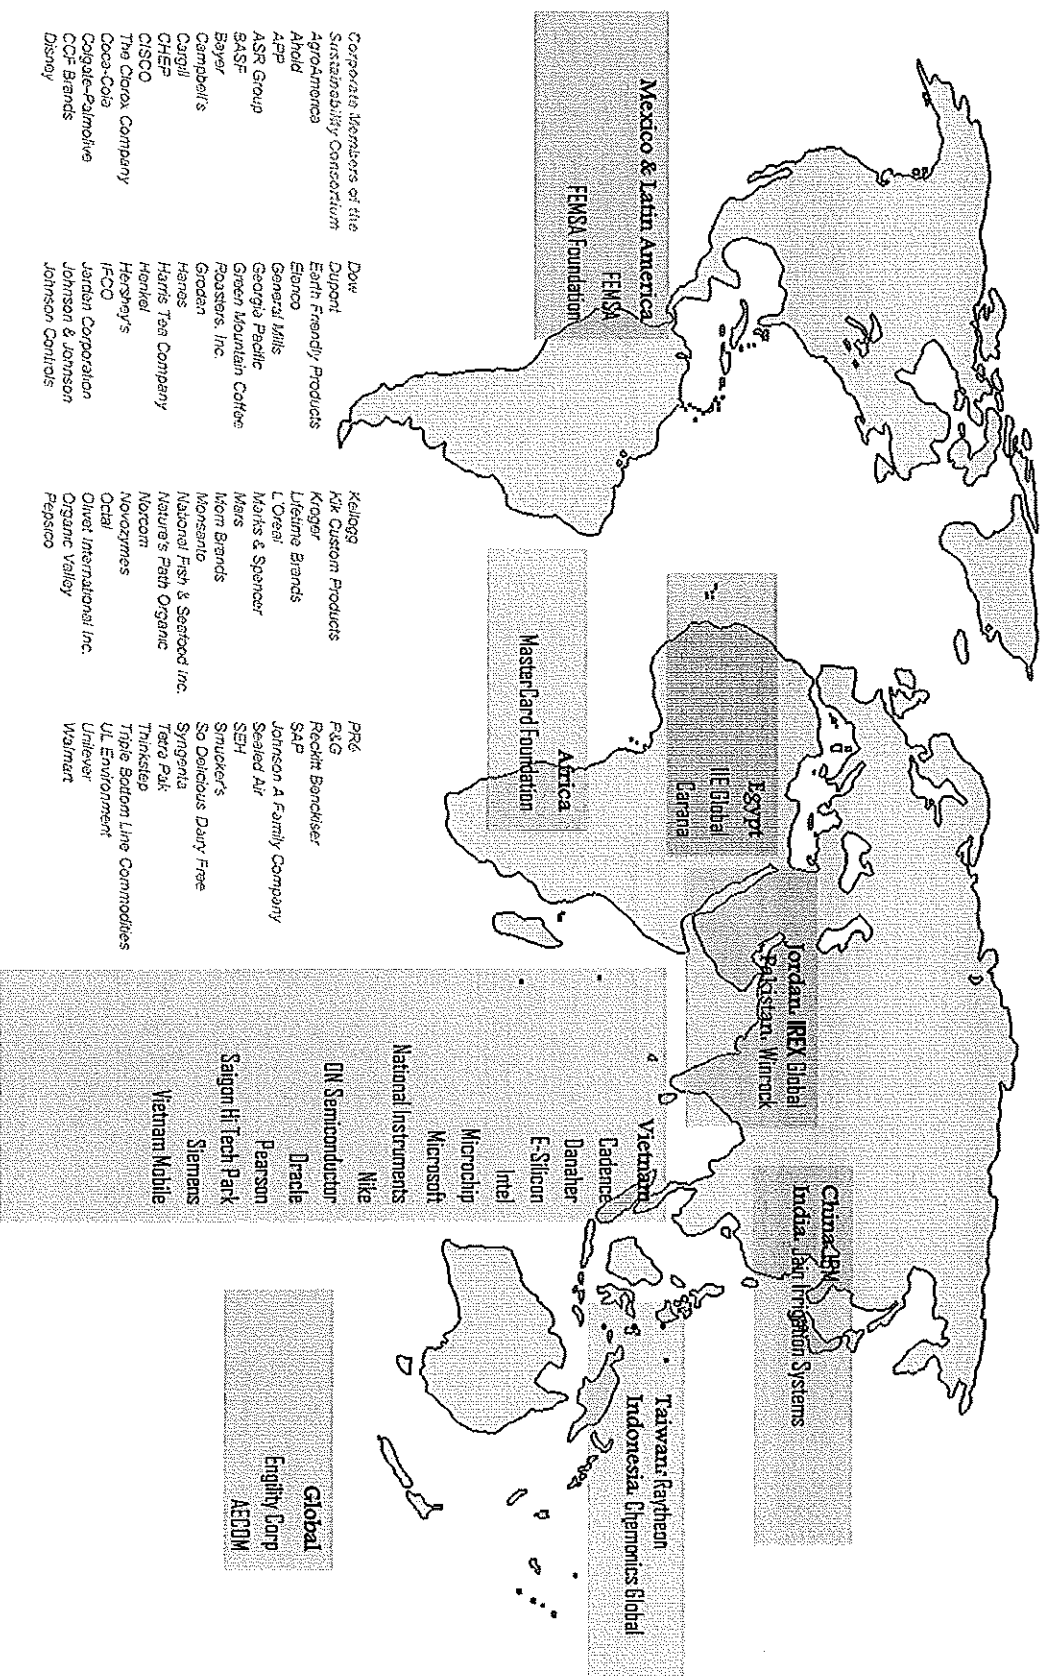 Mexico & Latin America
FEMSA
FEMSA Foundation
Egypt
IIE Global
Carana
Africa
MasterCard Foundation
Jordan. IREX Global
Pakistan. Winrock
China. IBM
India. Jain Irrigation Systems
Vietnam
Cadence
Danaher
E-Silicon
Intel
Microchip
Microsoft
National Instruments
Nike
ON Semiconductor
Oracle
Pearson
Saigon Hi Tech Park
Siemens
Vietnam Mobile
Taiwan: Raytheon
Indonesia. Chemonics Global
Global
Engility Corp
AECOM
Corporate Members of the
Sustainability Consortium
AgroAmerica
Ahold
APP
ASR Group
BASF
Bayer
Campbell's
Cargill
CHEP
CISCO
The Clorox Company
Coca-Cola
Colgate-Palmolive
CCF Brands
Disney
Dow
Dupont
Earth Friendly Products
Elanco
General Mills
Georgia Pacific
Green Mountain Coffee
Roasters, Inc.
Grodan
Hanes
Harris Tea Company
Henkel
Hershey's
IFCO
Jarden Corporation
Johnson & Johnson
Johnson Controls
Kellogg
Kik Custom Products
Kroger
Lifetime Brands
L'Oreal
Marks & Spencer
Mars
Mom Brands
Monsanto
National Fish & Seafood Inc.
Nature's Path Organic
Norcom
Novozymes
Octal
Olivet International Inc.
Organic Valley
Pepsico
PRé
P&G
Reckitt Benckiser
SAP
Johnson A Family Company
Sealed Air
SEH
Smucker's
So Delicious Dairy Free
Syngenta
Tetra Pak
Thinkstep
Triple Bottom Line Commodities
UL Environment
Unilever
Walmart